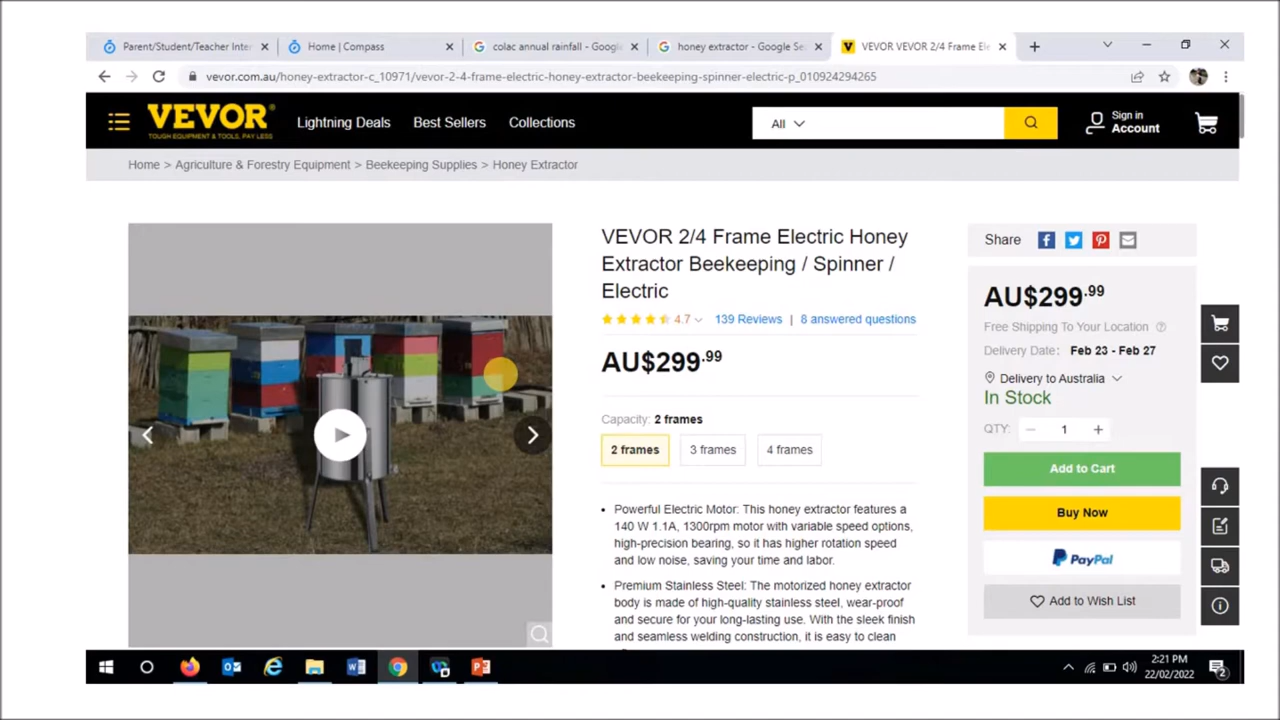 Parent/Student/Teacher Inter
Home | Compass
colac annual rainfall - Google
honey extractor - Google Se
VEVOR VEVOR 2/4 Frame Ele
vevor.com.au/honey-extractor-c_10971/vevor-2-4-frame-electric-honey-extractor-beekeeping-spinner-electric-p_010924294265
VEVOR
TOUGH EQUIPMENT & TOOLS, PAY LESS
Lightning Deals
Best Sellers
Collections
All
Sign in
Account
Home > Agriculture & Forestry Equipment > Beekeeping Supplies > Honey Extractor
VEVOR 2/4 Frame Electric Honey
Extractor Beekeeping / Spinner /
Electric
4.7 139 Reviews | 8 answered questions
AU$299.99
Capacity: 2 frames
2 frames
3 frames
4 frames
• Powerful Electric Motor: This honey extractor features a
140 W 1.1A, 1300rpm motor with variable speed options,
high-precision bearing, so it has higher rotation speed
and low noise, saving your time and labor.
• Premium Stainless Steel: The motorized honey extractor
body is made of high-quality stainless steel, wear-proof
and secure for your long-lasting use. With the sleek finish
and seamless welding construction, it is easy to clean
Share
AU$299.99
Free Shipping To Your Location
Delivery Date: Feb 23 - Feb 27
Delivery to Australia
In Stock
QTY: − 1 +
Add to Cart
Buy Now
PayPal
Add to Wish List
2:21 PM
22/02/2022
2